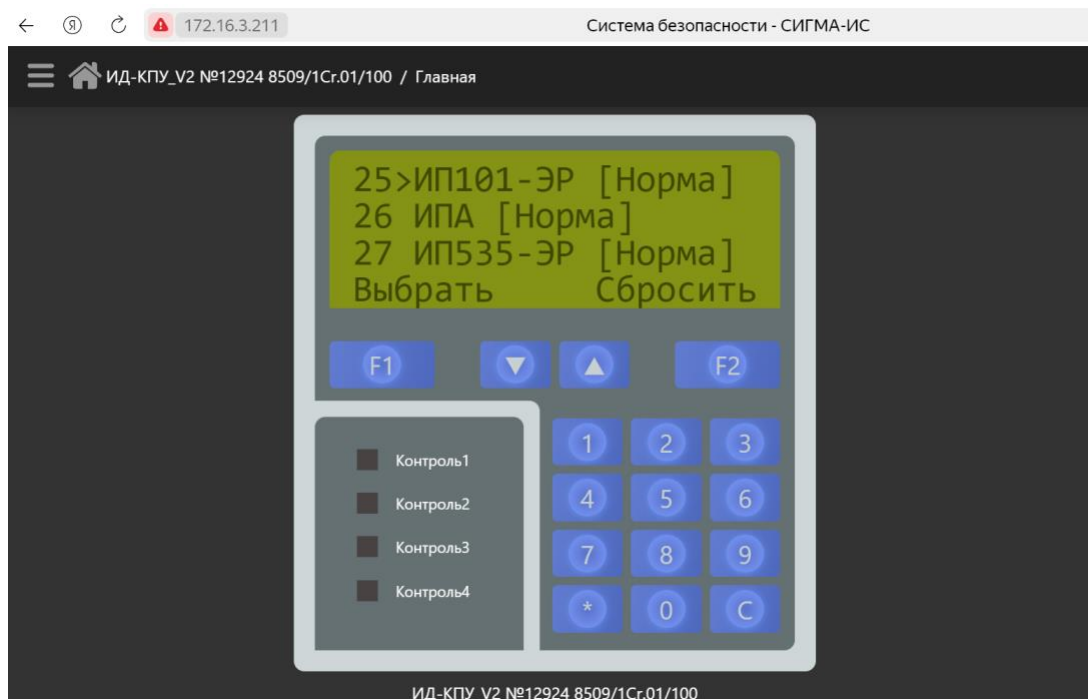 172.16.3.211 Система безопасности - СИГМА-ИС
ИД-КПУ_V2 №12924 8509/1Cr.01/100 / Главная
25>ИП101-ЭР [Норма]
26 ИПА [Норма]
27 ИП535-ЭР [Норма]
Выбрать Сбросить
F1 ▼ ▲ F2
Контроль1
Контроль2
Контроль3
Контроль4
1 2 3
4 5 6
7 8 9
* 0 C
ИД-КПУ_V2 №12924 8509/1Cr.01/100